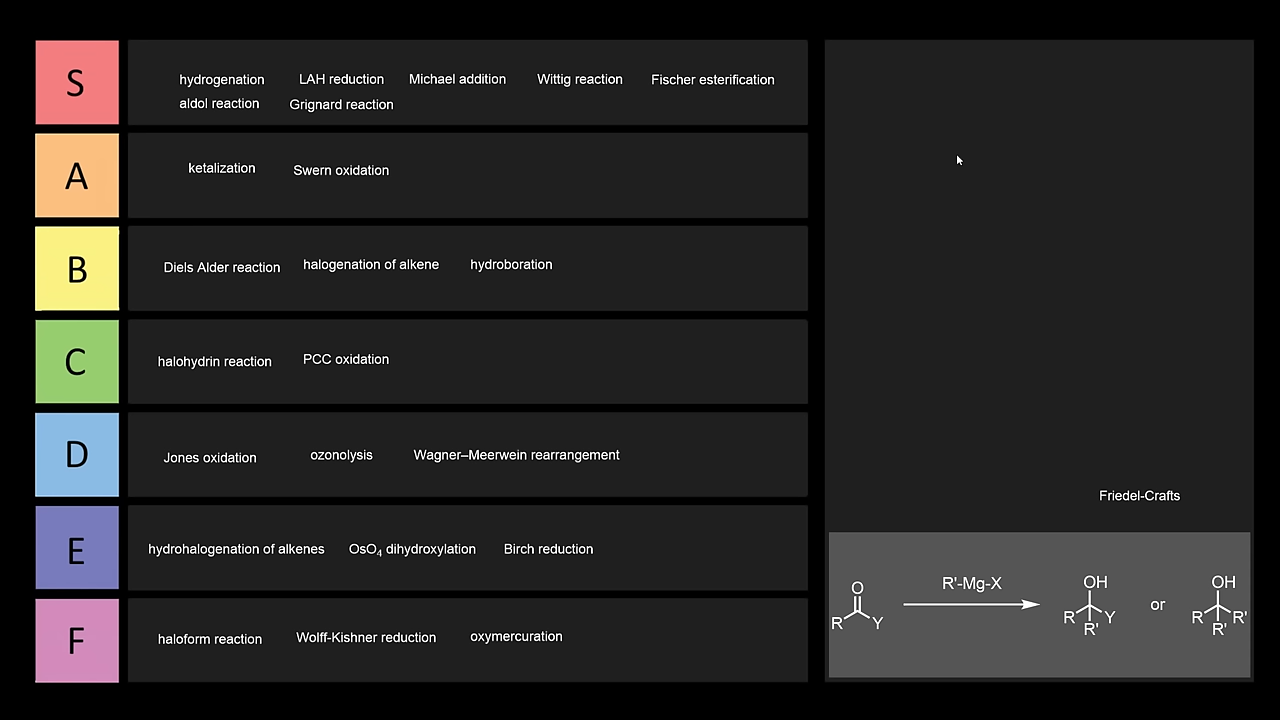 S
hydrogenation LAH reduction Michael addition Wittig reaction Fischer esterification
aldol reaction Grignard reaction
A
ketalization Swern oxidation
B
Diels Alder reaction halogenation of alkene hydroboration
C
halohydrin reaction PCC oxidation
D
Jones oxidation ozonolysis Wagner–Meerwein rearrangement
E
hydrohalogenation of alkenes OsO₄ dihydroxylation Birch reduction
F
haloform reaction Wolff-Kishner reduction oxymercuration
Friedel-Crafts
O
R Y
R'-Mg-X
OH
R Y
R'
or
OH
R R'
R'